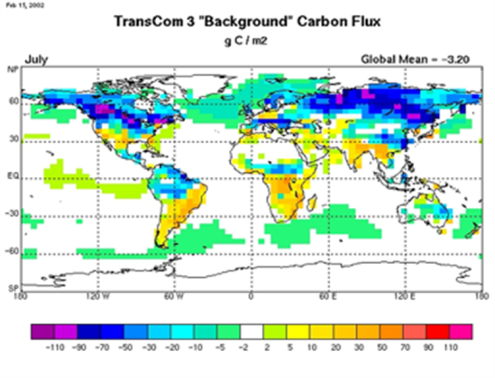 Feb 15, 2002
TransCom 3 "Background" Carbon Flux
g C / m2
July Global Mean = -3.20
NP
60
30
EQ
-30
-60
SP
180 120 W 60 W 0 60 E 120 E 180
-110 -90 -70 -50 -30 -20 -10 -5 -2 2 5 10 20 30 50 70 90 110